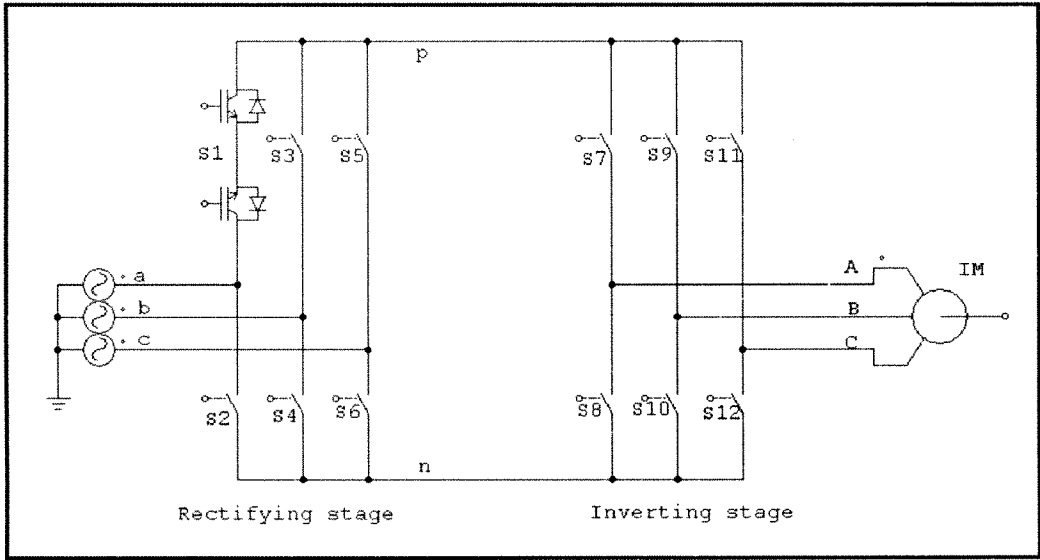 p
S1
S3
S5
S7
S9
S11
a
b
c
A
B
C
IM
S2
S4
S6
S8
S10
S12
n
Rectifying stage
Inverting stage